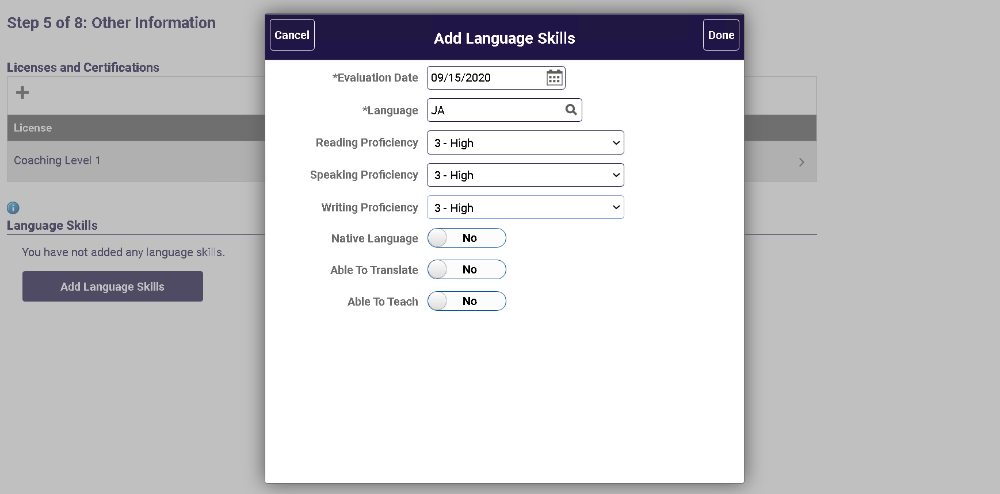 Step 5 of 8: Other Information
Licenses and Certifications
License
Coaching Level 1
Language Skills
You have not added any language skills.
Add Language Skills
Cancel
Add Language Skills
Done
*Evaluation Date 09/15/2020
*Language JA
Reading Proficiency 3 - High
Speaking Proficiency 3 - High
Writing Proficiency 3 - High
Native Language No
Able To Translate No
Able To Teach No